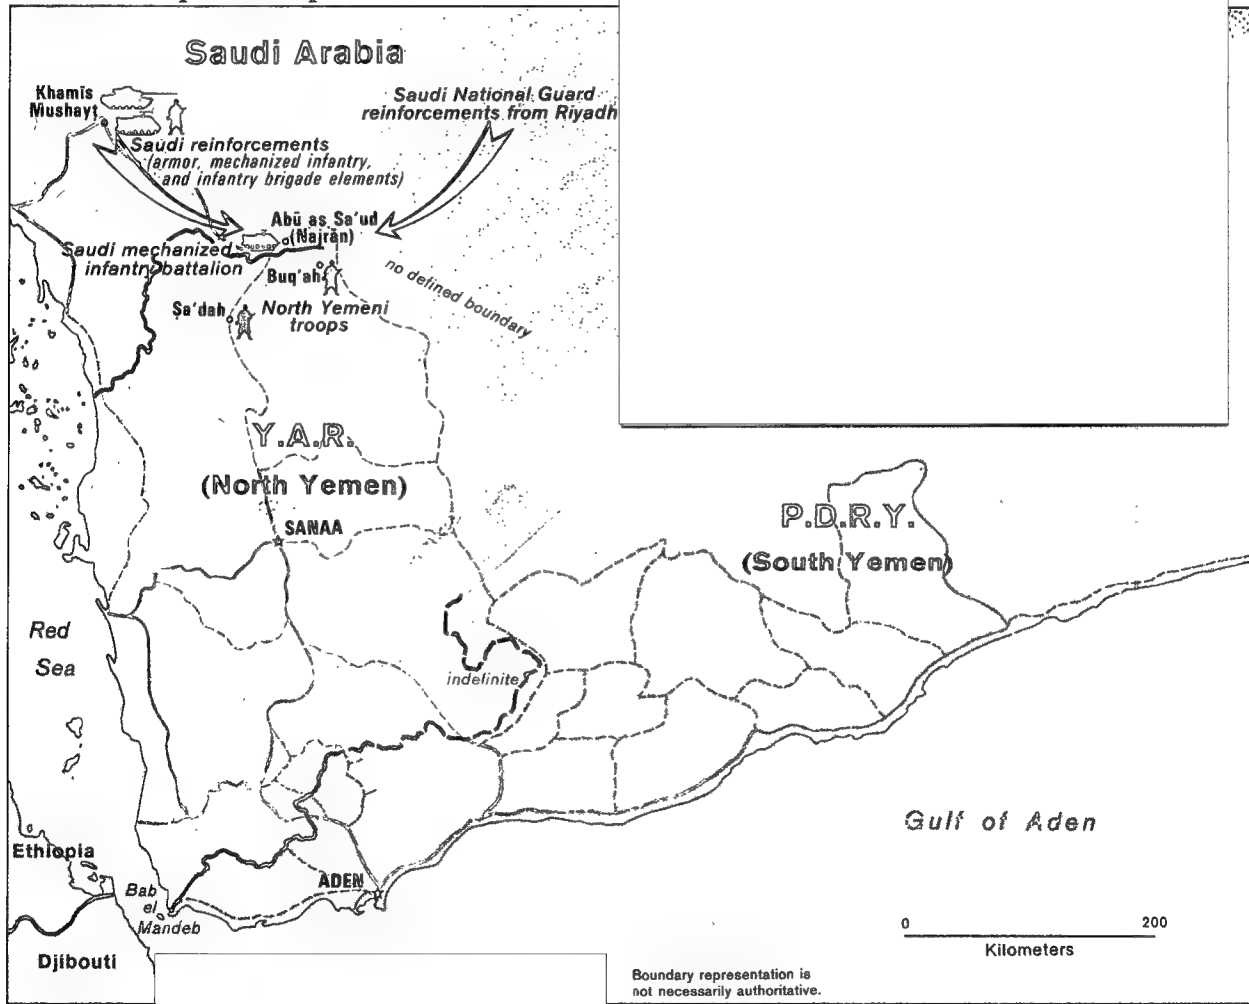 Saudi Arabia
Khamīs
Mushayṭ
Saudi National Guard
reinforcements from Riyadh
Saudi reinforcements
(armor, mechanized infantry,
and infantry brigade elements)
Abū as Sa'ud
(Najrān)
Saudi mechanized
infantry battalion
Buq'ah
no defined boundary
Ṣa'dah
North Yemeni
troops
Y.A.R.
(North Yemen)
SANAA
P.D.R.Y.
(South Yemen)
Red
Sea
indefinite
Gulf of Aden
Ethiopia
ADEN
Bab
el
Mandeb
0
200
Kilometers
Djibouti
Boundary representation is
not necessarily authoritative.